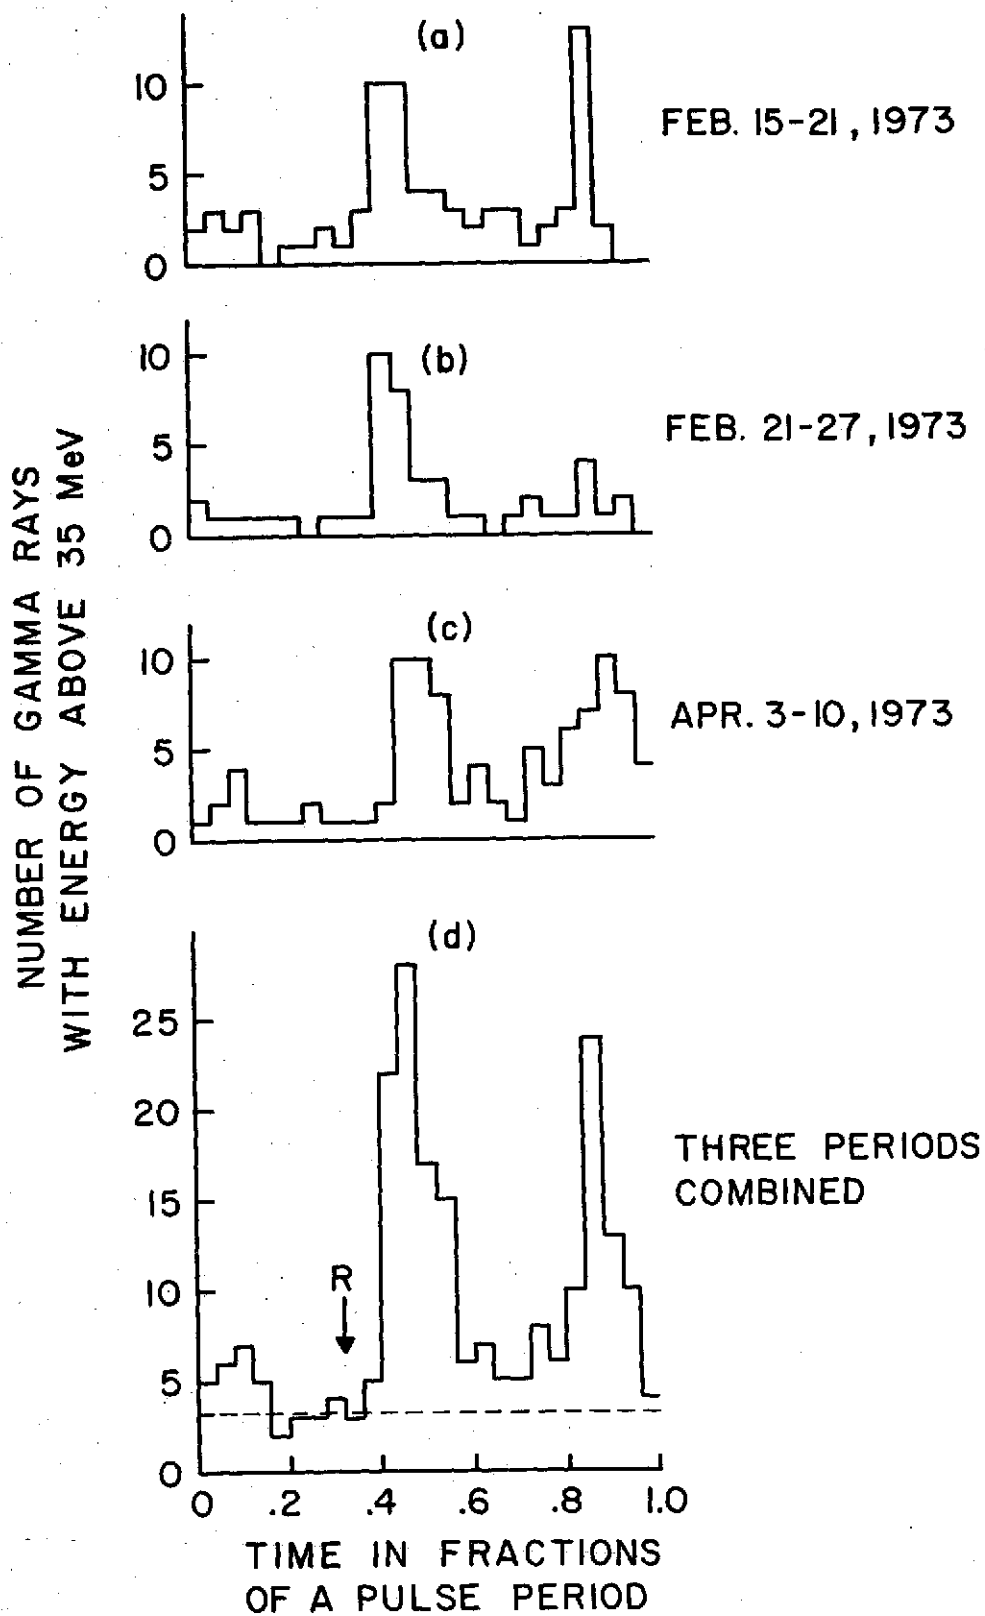 (a)
10
5
0
FEB. 15-21, 1973
(b)
10
5
0
FEB. 21-27, 1973
(c)
10
5
0
APR. 3-10, 1973
NUMBER OF GAMMA RAYS
WITH ENERGY ABOVE 35 MeV
(d)
25
20
15
10
5
0
THREE PERIODS
COMBINED
R
0 .2 .4 .6 .8 1.0
TIME IN FRACTIONS
OF A PULSE PERIOD